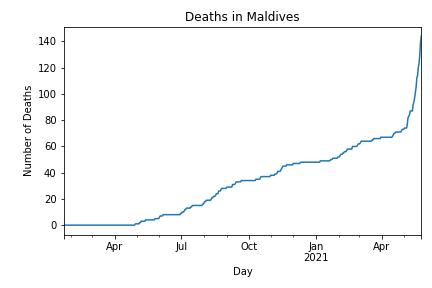 Deaths in Maldives
Number of Deaths
140
120
100
80
60
40
20
0
Apr
Jul
Oct
Jan
2021
Apr
Day